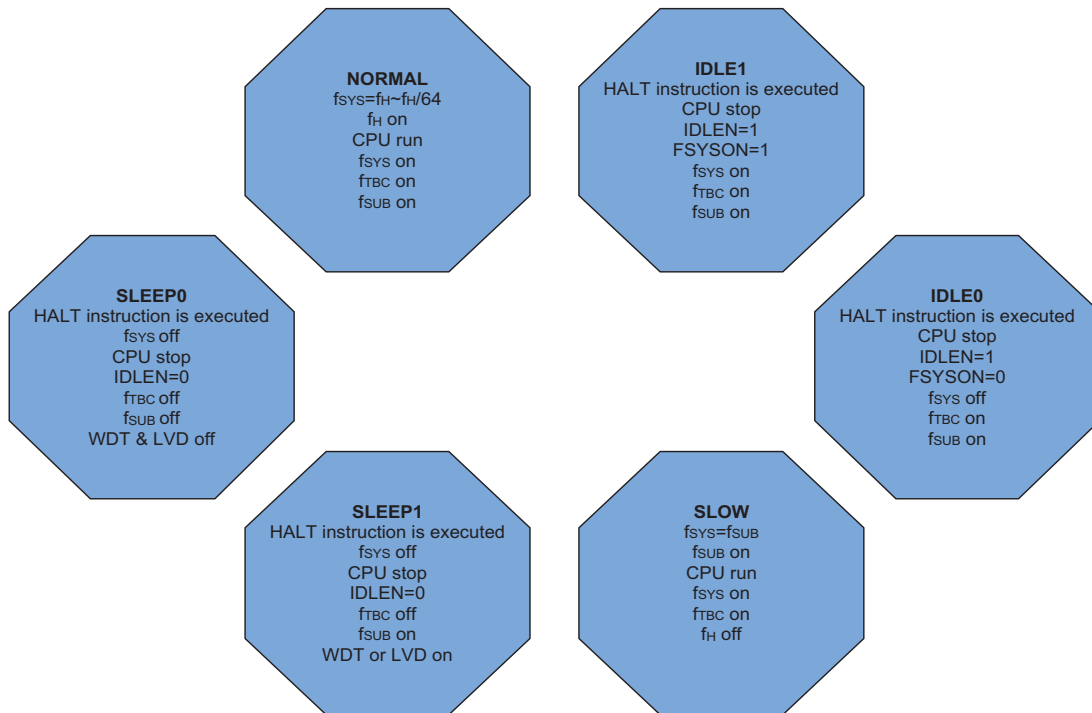 NORMAL
fSYS=fH~fH/64
fH on
CPU run
fSYS on
fTBC on
fSUB on
IDLE1
HALT instruction is executed
CPU stop
IDLEN=1
FSYSON=1
fSYS on
fTBC on
fSUB on
SLEEP0
HALT instruction is executed
fSYS off
CPU stop
IDLEN=0
fTBC off
fSUB off
WDT & LVD off
IDLE0
HALT instruction is executed
CPU stop
IDLEN=1
FSYSON=0
fSYS off
fTBC on
fSUB on
SLEEP1
HALT instruction is executed
fSYS off
CPU stop
IDLEN=0
fTBC off
fSUB on
WDT or LVD on
SLOW
fSYS=fSUB
fSUB on
CPU run
fSYS on
fTBC on
fH off